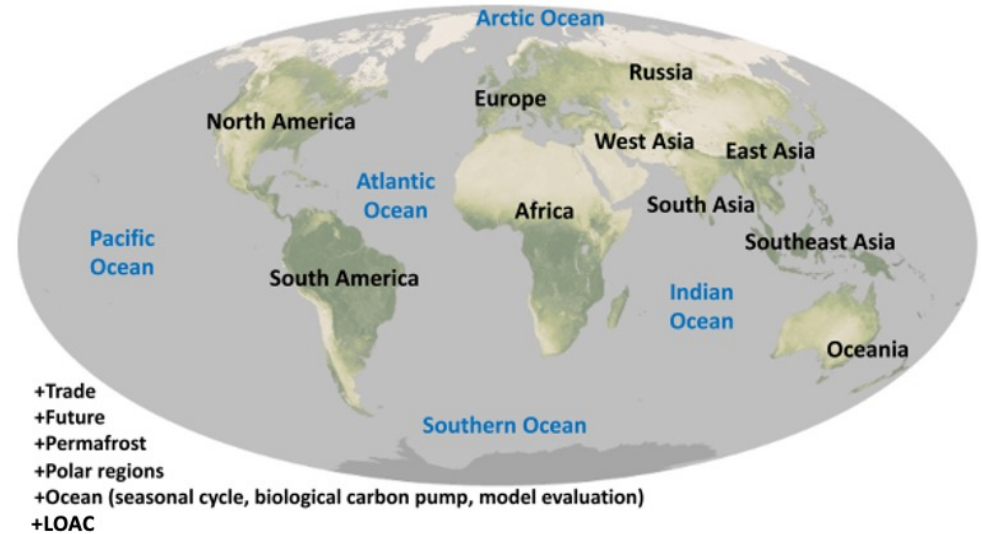 Arctic Ocean
Russia
Europe
North America
West Asia
East Asia
Atlantic
Ocean
South Asia
Africa
Pacific
Ocean
Southeast Asia
South America
Indian
Ocean
Oceania
+Trade
+Future
Southern Ocean
+Permafrost
+Polar regions
+Ocean (seasonal cycle, biological carbon pump, model evaluation)
+LOAC